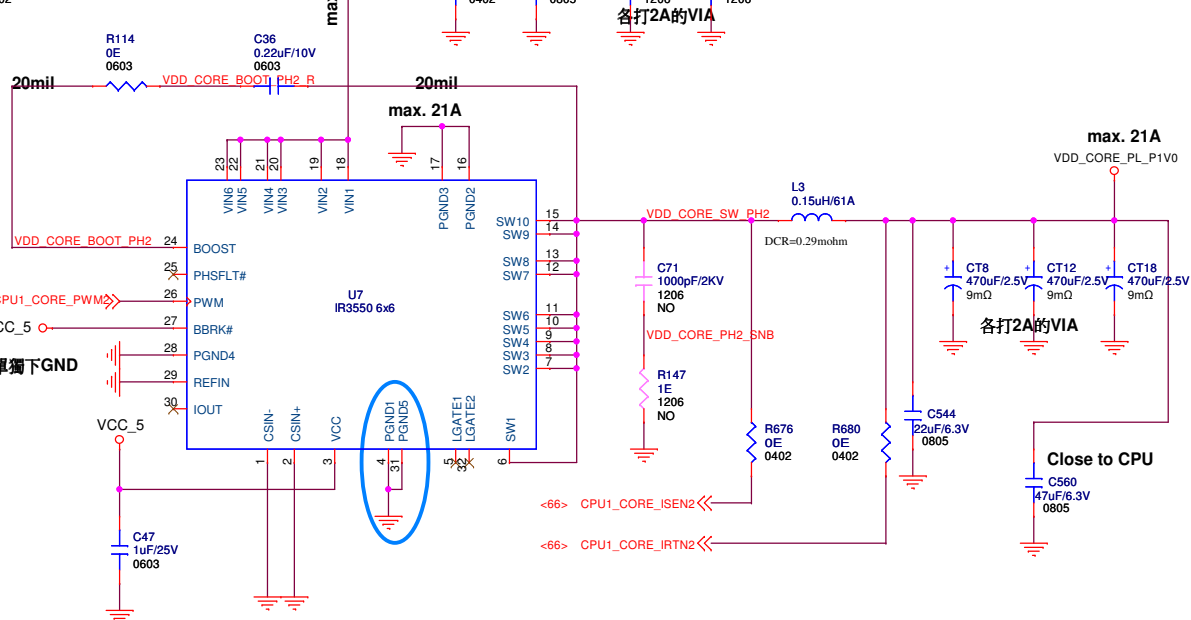 0402
0805
1206
1206
各打2A的VIA
max
R114
0E
0603
C36
0.22uF/10V
0603
20mil
VDD_CORE_BOOT_PH2_R
20mil
max. 21A
23
22
21
20
19
18
17
16
VIN6
VIN5
VIN4
VIN3
VIN2
VIN1
PGND3
PGND2
max. 21A
VDD_CORE_PL_P1V0
L3
0.15uH/61A
DCR=0.29mohm
VDD_CORE_SW_PH2
SW10 15
SW9 14
SW8 13
SW7 12
SW6 11
SW5 10
SW4 9
SW3 8
SW2 7
VDD_CORE_BOOT_PH2
24 BOOST
25 PHSFLT#
CPU1_CORE_PWM2
26 PWM
CC_5
27 BBRK#
28 PGND4
單獨下GND
29 REFIN
30 IOUT
U7
IR3550 6x6
C71
1000pF/2KV
1206
NO
VDD_CORE_PH2_SNB
R147
1E
1206
NO
CT8
470uF/2.5V
9mΩ
CT12
470uF/2.5V
9mΩ
CT18
470uF/2.5V
9mΩ
各打2A的VIA
VCC_5
CSIN-
CSIN+
VCC
PGND1
PGND5
LGATE1
LGATE2
SW1
1
2
3
4
31
5
32
6
R676
0E
0402
R680
0E
0402
C544
22uF/6.3V
0805
Close to CPU
C560
47uF/6.3V
0805
<66> CPU1_CORE_ISEN2
<66> CPU1_CORE_IRTN2
C47
1uF/25V
0603